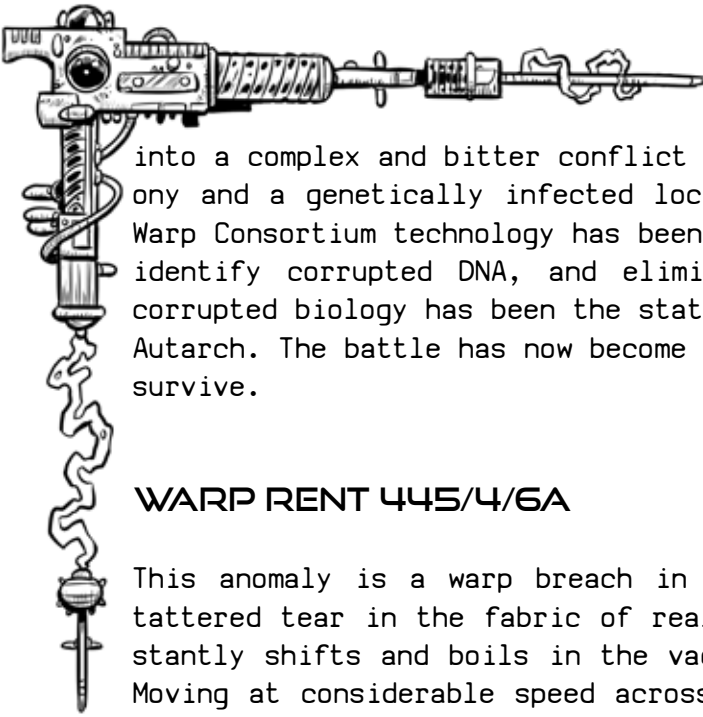 into a complex and bitter conflict
ony and a genetically infected loc
Warp Consortium technology has been
identify corrupted DNA, and elimi
corrupted biology has been the stat
Autarch. The battle has now become
survive.
WARP RENT 445/4/6A
This anomaly is a warp breach in
tattered tear in the fabric of rea
stantly shifts and boils in the va
Moving at considerable speed across